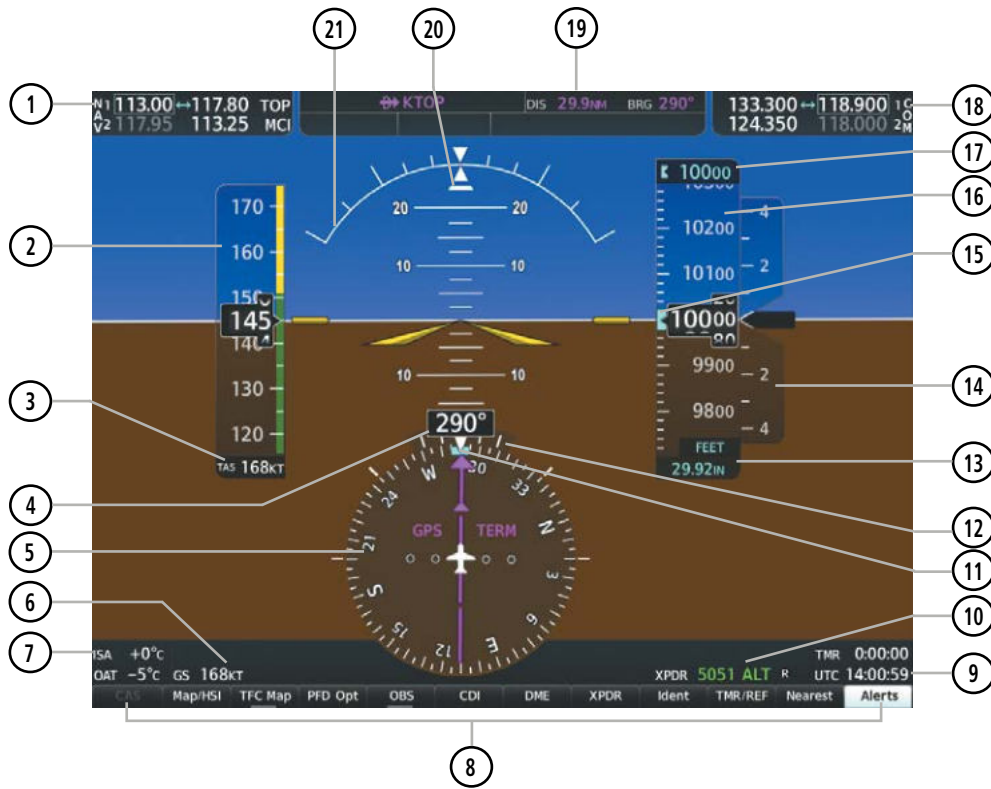 21 20 19
1 N1 113.00 ↔ 117.80 TOP D KTOP DIS 29.9NM BRG 290° 133.300 ↔ 118.900 1 C 18
A O
V2 117.95 113.25 MCI 124.350 118.000 2 M
17
10000
16
170 20 20 10200 4
2
160 10 10 10100 2
15
150 20
145 10000
140 80
9900 2 14
130 10 10
3 9800 4
120 290° FEET
TAS 168KT 29.92IN 13
4 24 W 30 33
12
GPS TERM
5 21 N
11
S 3
6 15 12 E 6 10
7 ISA +0°C TMR 0:00:00
OAT -5°C GS 168KT XPDR 5051 ALT R UTC 14:00:59 9
CAS Map/HSI TFC Map PFD Opt OBS CDI DME XPDR Ident TMR/REF Nearest Alerts
8